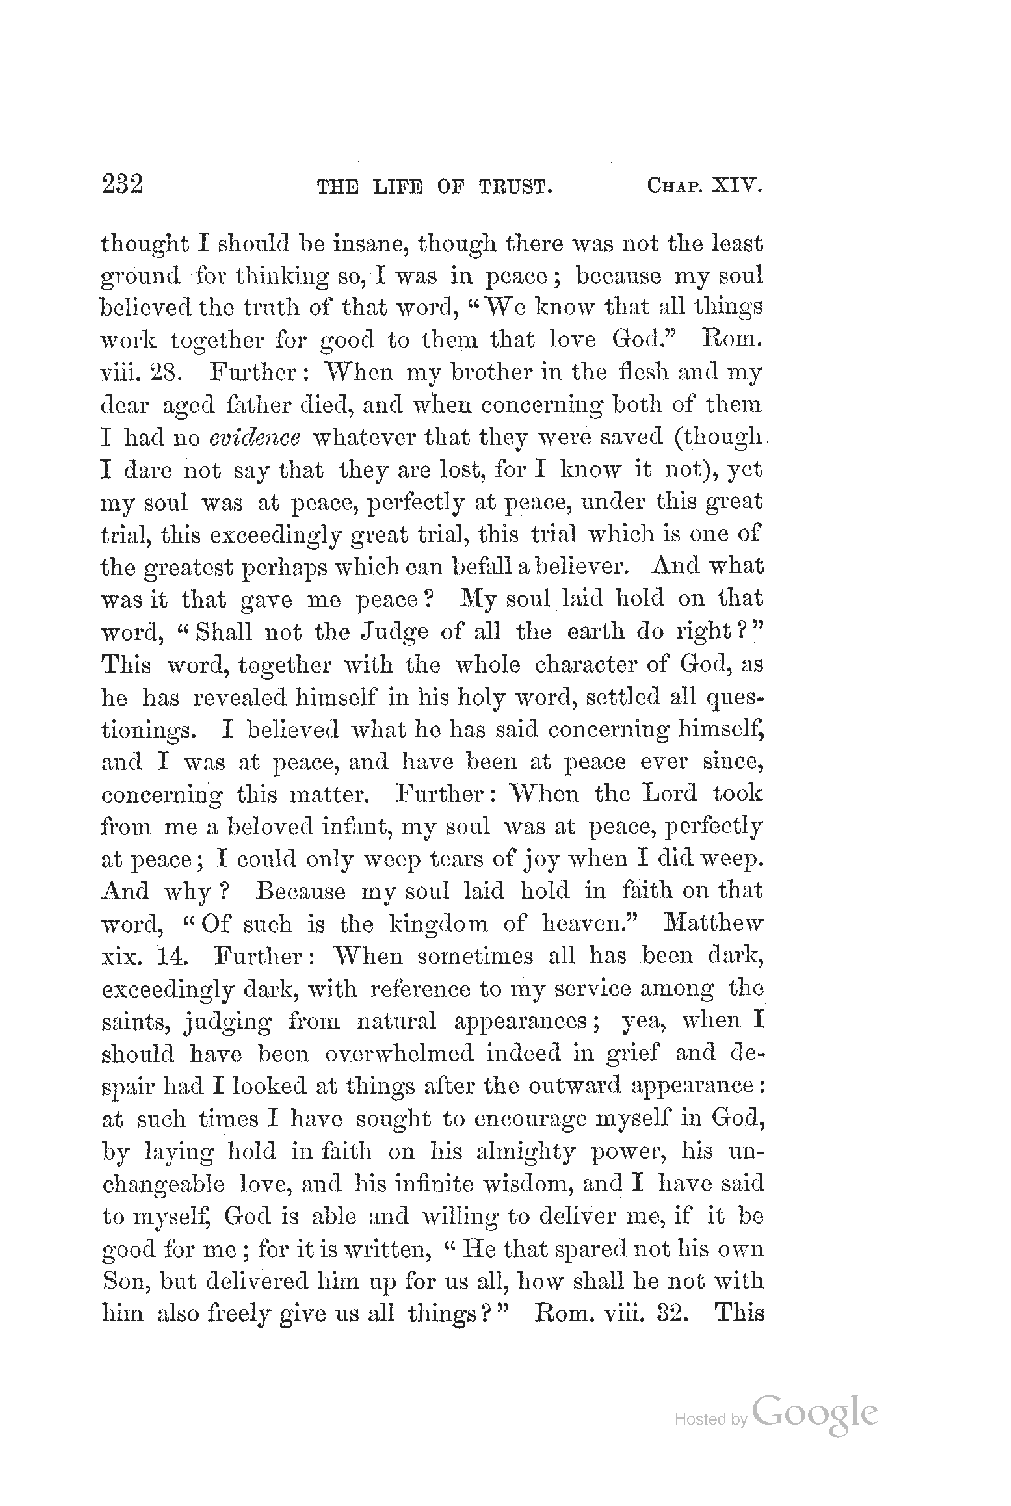 232 THE LIFE OF TRUST. CHAP. XIV.
thought I should be insane, though there was not the least
ground for thinking so, I was in peace; because my soul
believed the truth of that word, "We know that all things
work together for good to them that love God." Rom.
viii. 28. Further: When my brother in the flesh and my
dear aged father died, and when concerning both of them
I had no evidence whatever that they were saved (though
I dare not say that they are lost, for I know it not), yet
my soul was at peace, perfectly at peace, under this great
trial, this exceedingly great trial, this trial which is one of
the greatest perhaps which can befall a believer. And what
was it that gave me peace? My soul laid hold on that
word, "Shall not the Judge of all the earth do right?"
This word, together with the whole character of God, as
he has revealed himself in his holy word, settled all ques-
tionings. I believed what he has said concerning himself,
and I was at peace, and have been at peace ever since,
concerning this matter. Further: When the Lord took
from me a beloved infant, my soul was at peace, perfectly
at peace; I could only weep tears of joy when I did weep.
And why? Because my soul laid hold in faith on that
word, "Of such is the kingdom of heaven." Matthew
xix. 14. Further: When sometimes all has been dark,
exceedingly dark, with reference to my service among the
saints, judging from natural appearances; yea, when I
should have been overwhelmed indeed in grief and de-
spair had I looked at things after the outward appearance:
at such times I have sought to encourage myself in God,
by laying hold in faith on his almighty power, his un-
changeable love, and his infinite wisdom, and I have said
to myself, God is able and willing to deliver me, if it be
good for me; for it is written, "He that spared not his own
Son, but delivered him up for us all, how shall he not with
him also freely give us all things?" Rom. viii. 32. This
Hosted by Google